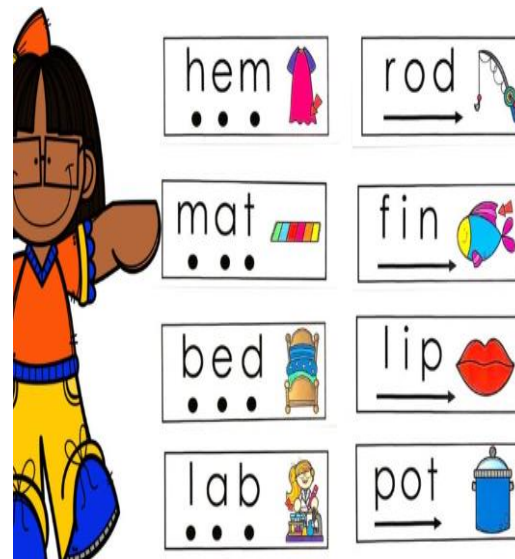 hem
rod
mat
fin
bed
lip
lab
pot